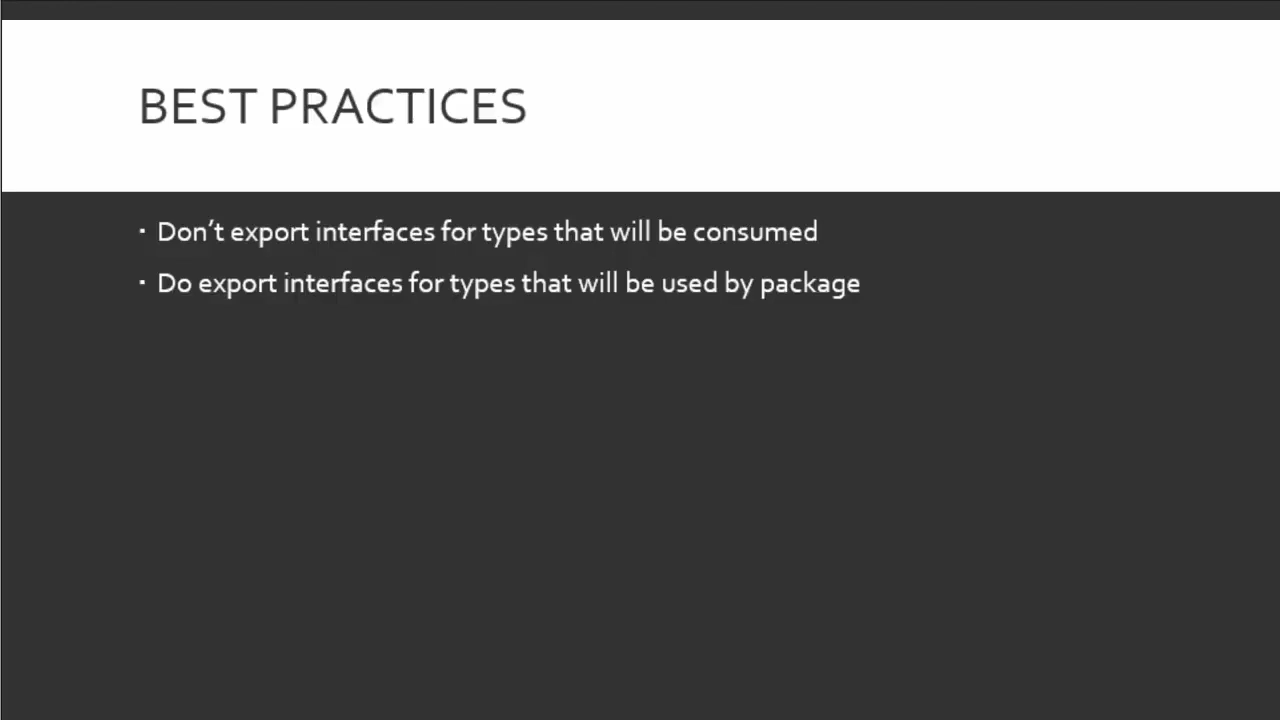 BEST PRACTICES
▪ Don’t export interfaces for types that will be consumed
▪ Do export interfaces for types that will be used by package